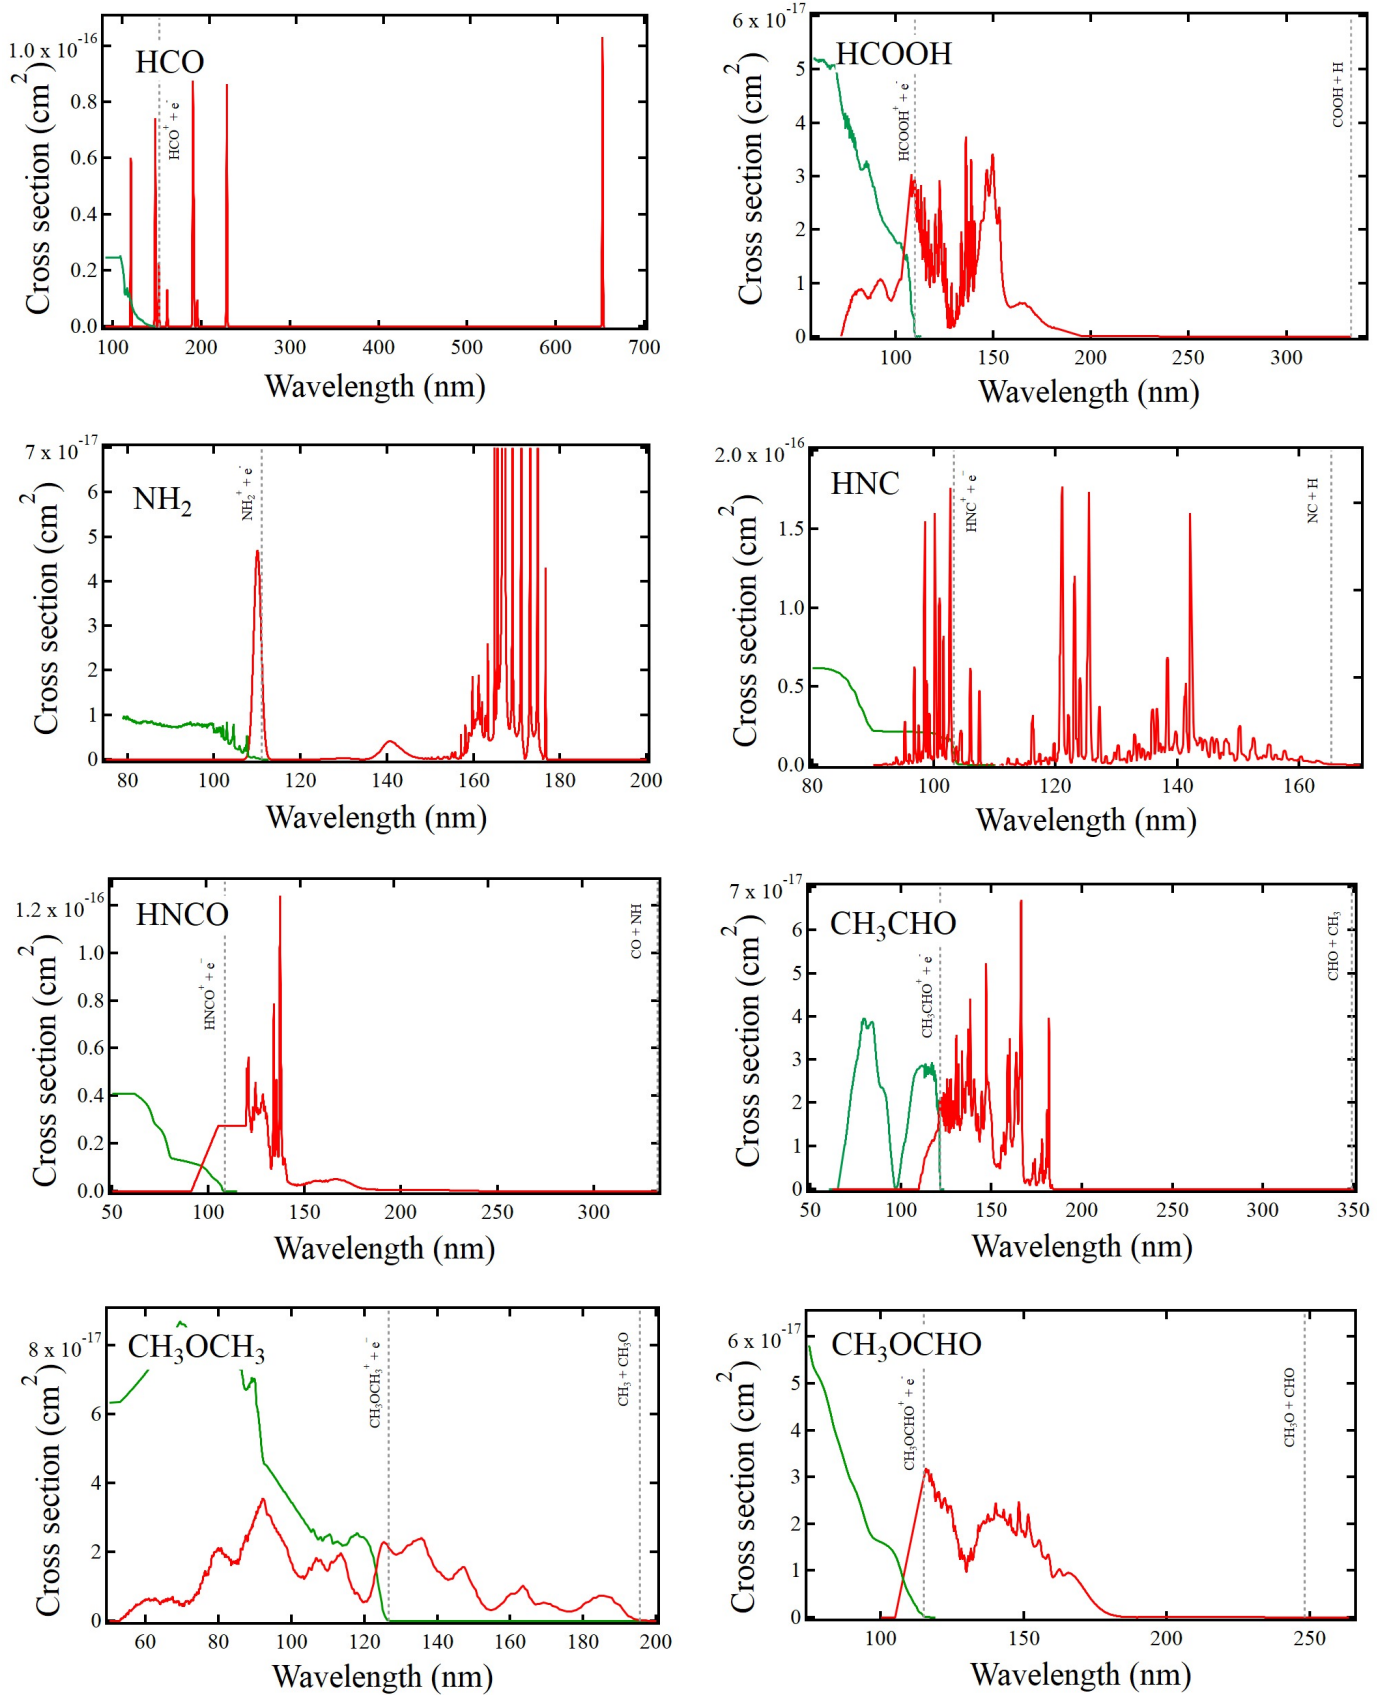 HCO
1.0 x 10-16
0.8
0.6
0.4
0.2
0.0
Cross section (cm2)
HCO+ + e-
100 200 300 400 500 600 700
Wavelength (nm)
HCOOH
6 x 10-17
5
4
3
2
1
0
Cross section (cm2)
HCOOH+ + e-
COOH + H
100 150 200 250 300
Wavelength (nm)
NH2
7 x 10-17
6
5
4
3
2
1
0
Cross section (cm2)
NH2+ + e-
80 100 120 140 160 180 200
Wavelength (nm)
HNC
2.0 x 10-16
1.5
1.0
0.5
0.0
Cross section (cm2)
HNC+ + e-
NC + H
80 100 120 140 160
Wavelength (nm)
HNCO
1.2 x 10-16
1.0
0.8
0.6
0.4
0.2
0.0
Cross section (cm2)
HNCO+ + e-
CO + NH
50 100 150 200 250 300
Wavelength (nm)
CH3CHO
7 x 10-17
6
5
4
3
2
1
0
Cross section (cm2)
CH3CHO+ + e-
CHO + CH3
50 100 150 200 250 300 350
Wavelength (nm)
CH3OCH3
8 x 10-17
6
4
2
0
Cross section (cm2)
CH3OCH3+ + e-
CH3 + CH3O
60 80 100 120 140 160 180 200
Wavelength (nm)
CH3OCHO
6 x 10-17
5
4
3
2
1
0
Cross section (cm2)
CH3OCHO+ + e-
CH3O + CHO
100 150 200 250
Wavelength (nm)